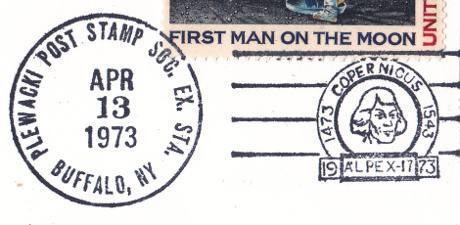 FIRST MAN ON THE MOON
UNIT
PLEWACKI POST STAMP SOC. EX. STA.
APR
13
1973
BUFFALO, NY
1473 COPERNICUS 1543
19 ALPEX-17 73